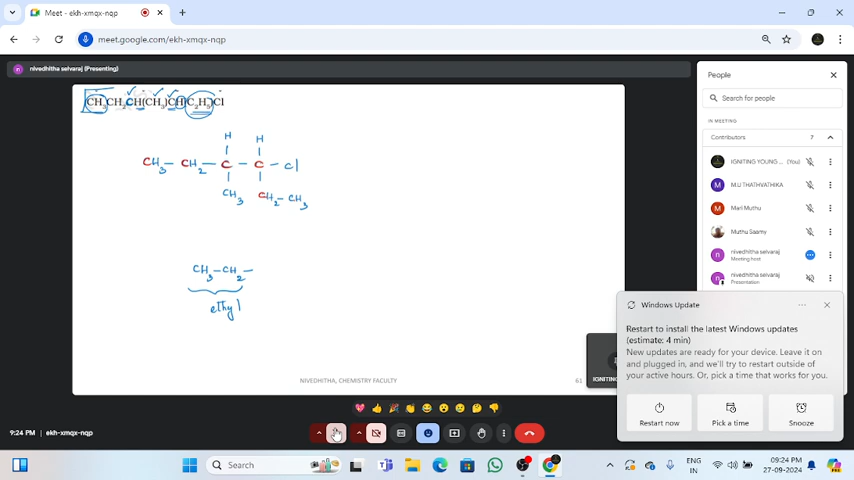 Meet - ekh-xmqx-nqp
meet.google.com/ekh-xmqx-nqp
nivedhitha selvaraj (Presenting)
CH3CH2CH(CH3)CH(C2H5)Cl
H H
CH3 - CH2 - C - C - Cl
CH3 CH2 - CH3
CH3 - CH2 -
ethyl
NIVEDHITHA, CHEMISTRY FACULTY 61
People
Search for people
IN MEETING
Contributors 7
IGNITING YOUNG... (You)
M.U THATHVATHIKA
Mari Muthu
Muthu Saamy
nivedhitha selvaraj
Meeting host
nivedhitha selvaraj
Presentation
Windows Update
Restart to install the latest Windows updates
(estimate: 4 min)
New updates are ready for your device. Leave it on
and plugged in, and we'll try to restart outside of
your active hours. Or, pick a time that works for you.
Restart now Pick a time Snooze
9:24 PM ekh-xmqx-nqp
Search
ENG
IN
09:24 PM
27-09-2024